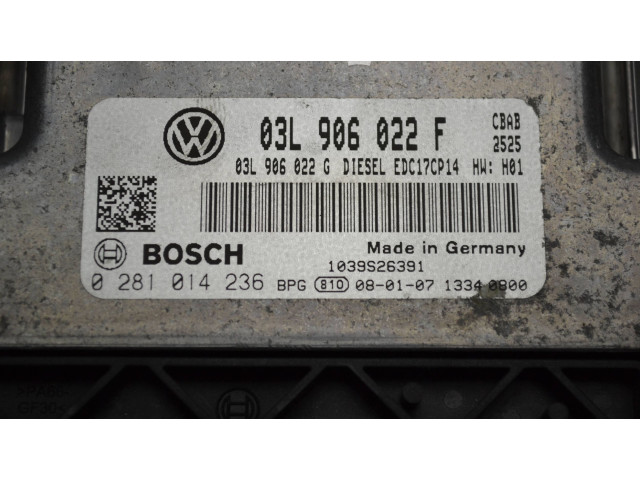 03L 906 022 F CBAB
03L 906 022 G DIESEL EDC17CP14 HW: H01 2525
BOSCH Made in Germany
1039S26391
0 281 014 236 BPG 810 08-01-07 1334 0800